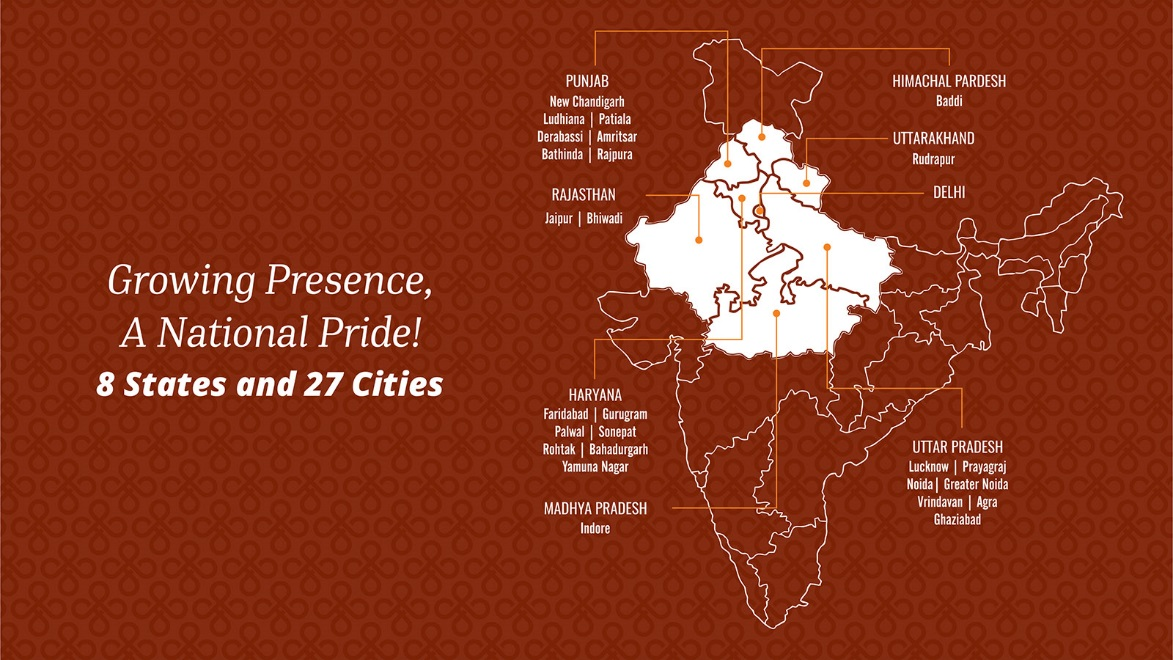 Growing Presence,
A National Pride!
8 States and 27 Cities
PUNJAB
New Chandigarh
Ludhiana | Patiala
Derabassi | Amritsar
Bathinda | Rajpura
RAJASTHAN
Jaipur | Bhiwadi
HARYANA
Faridabad | Gurugram
Palwal | Sonepat
Rohtak | Bahadurgarh
Yamuna Nagar
MADHYA PRADESH
Indore
HIMACHAL PARDESH
Baddi
UTTARAKHAND
Rudrapur
DELHI
UTTAR PRADESH
Lucknow | Prayagraj
Noida | Greater Noida
Vrindavan | Agra
Ghaziabad